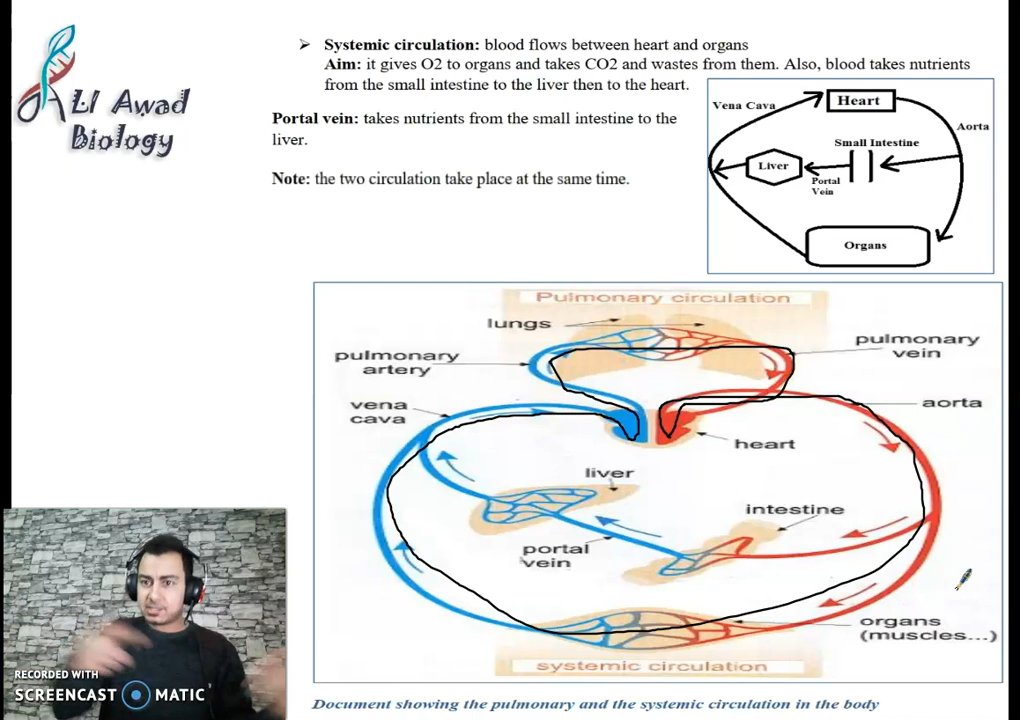 ALI Awad
Biology
➢ Systemic circulation: blood flows between heart and organs
Aim: it gives O2 to organs and takes CO2 and wastes from them. Also, blood takes nutrients
from the small intestine to the liver then to the heart.
Portal vein: takes nutrients from the small intestine to the
liver.
Note: the two circulation take place at the same time.
Vena Cava
Heart
Aorta
Small Intestine
Liver
Portal
Vein
Organs
Pulmonary circulation
lungs
pulmonary
artery
pulmonary
vein
vena
cava
aorta
heart
liver
intestine
portal
vein
organs
(muscles...)
systemic circulation
Document showing the pulmonary and the systemic circulation in the body
RECORDED WITH
SCREENCAST MATIC